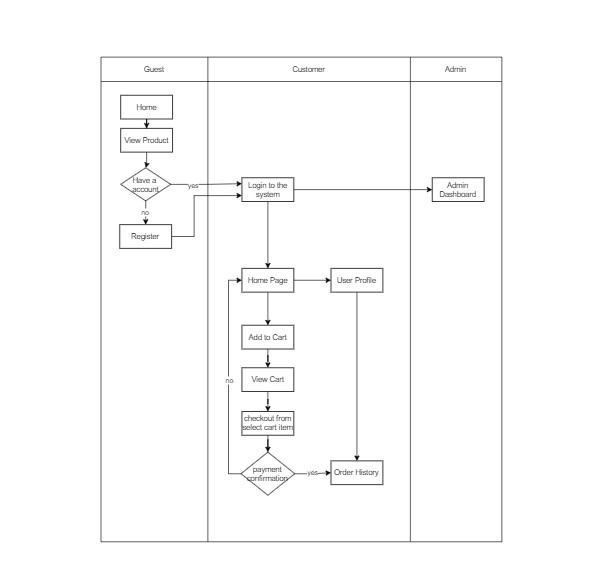 Guest
Customer
Admin
Home
View Product
Have a
account
yes
no
Register
Login to the
system
Admin
Dashboard
Home Page
User Profile
Add to Cart
View Cart
no
checkout from
select cart item
payment
confirmation
yes
Order History